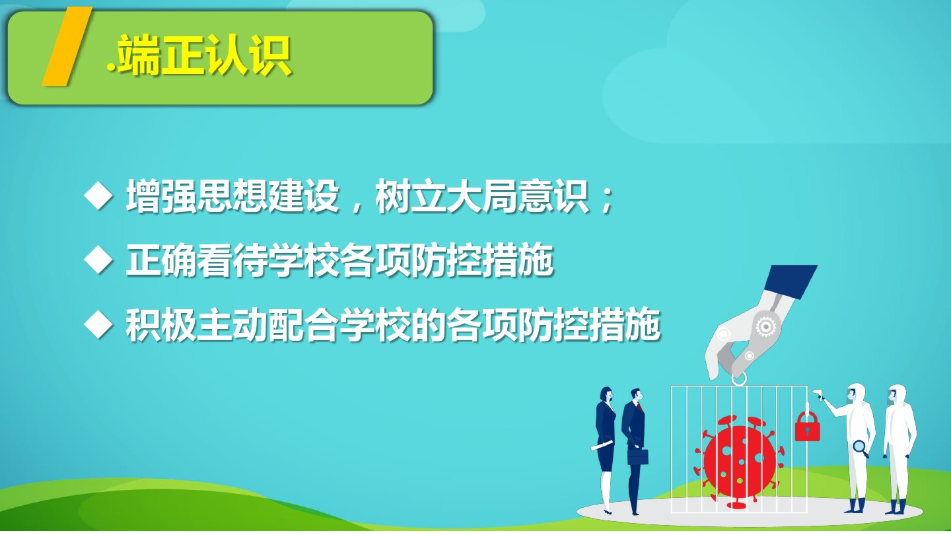 .端正认识
◆ 增强思想建设，树立大局意识；
◆ 正确看待学校各项防控措施
◆ 积极主动配合学校的各项防控措施